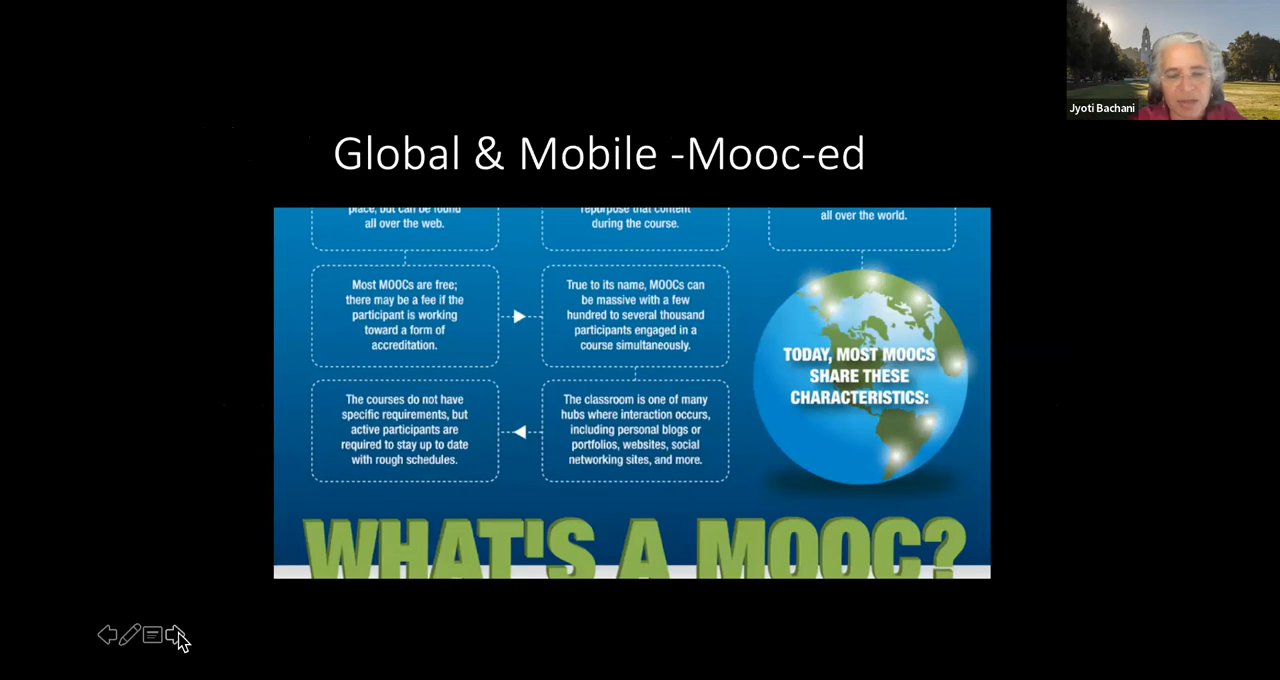 Jyoti Bachani
Global & Mobile -Mooc-ed
place, but can be found
all over the web.
repurpose that content
during the course.
all over the world.
Most MOOCs are free;
there may be a fee if the
participant is working
toward a form of
accreditation.
True to its name, MOOCs can
be massive with a few
hundred to several thousand
participants engaged in a
course simultaneously.
TODAY, MOST MOOCS
SHARE THESE
CHARACTERISTICS:
The courses do not have
specific requirements, but
active participants are
required to stay up to date
with rough schedules.
The classroom is one of many
hubs where interaction occurs,
including personal blogs or
portfolios, websites, social
networking sites, and more.
WHAT'S A MOOC?